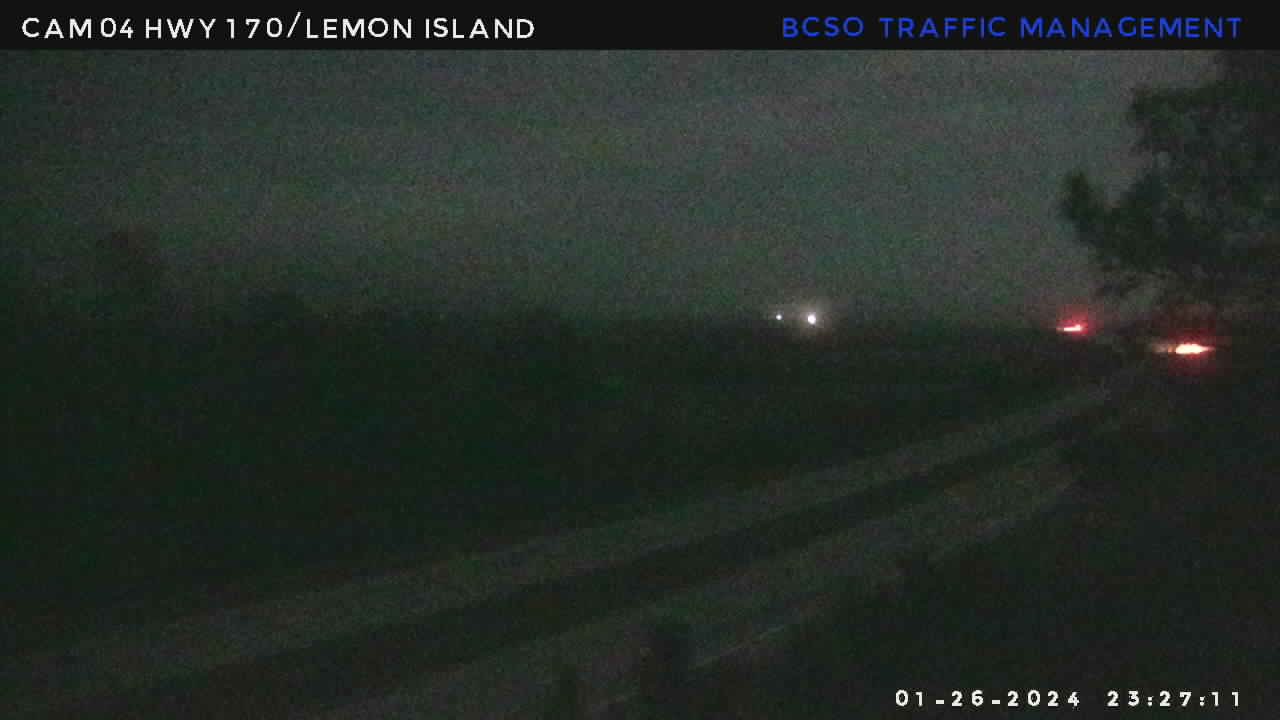 CAM04 HWY 170/LEMON ISLAND
BCSO TRAFFIC MANAGEMENT
01-26-2024 23:27:11